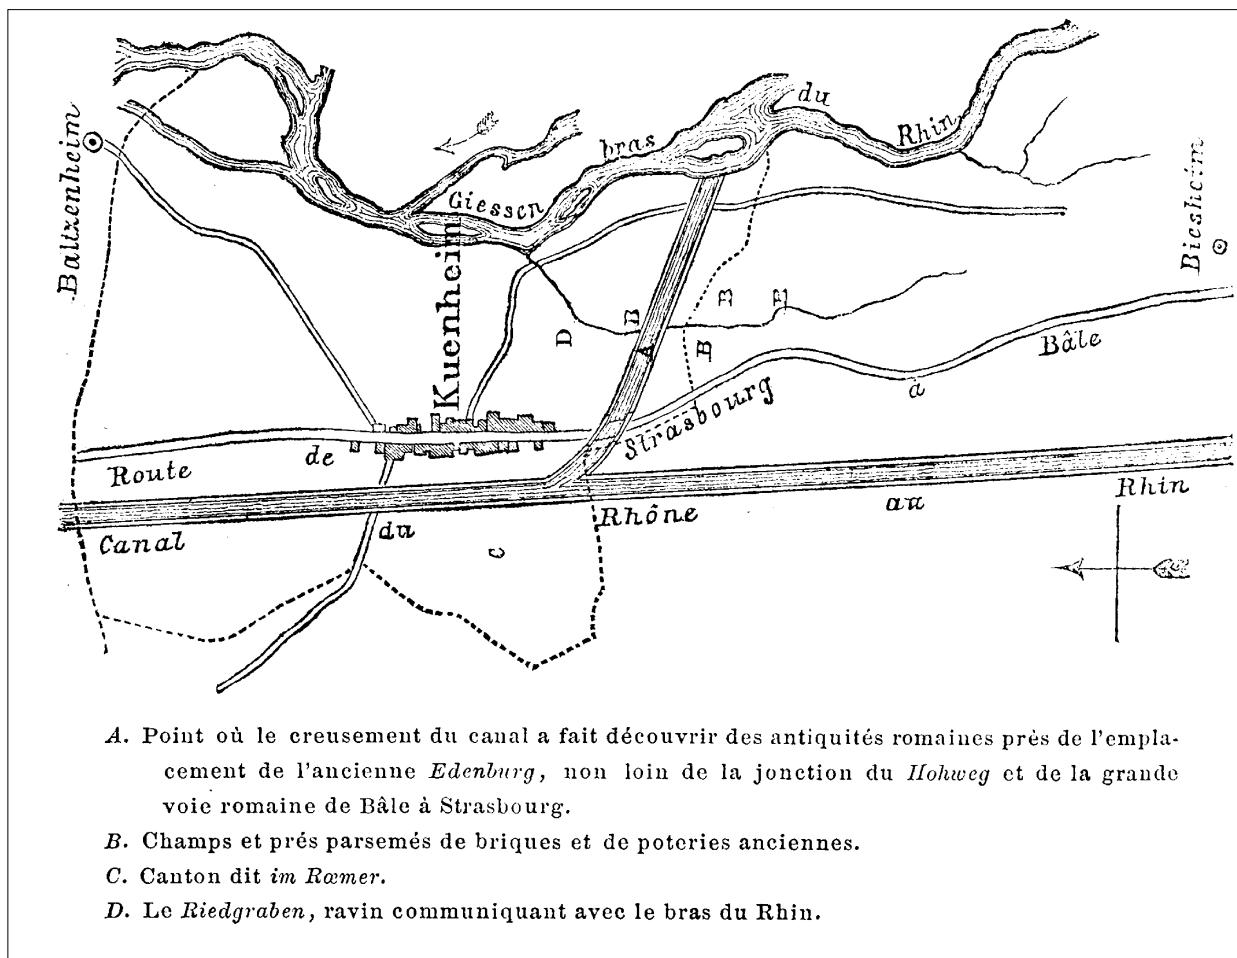 Baltzenheim
Giessen bras du Rhin
Biesheim
Kuenheim
D
B
A
B
B
B
Route de Strasbourg à Bâle
Canal du Rhône au Rhin
C
A. Point où le creusement du canal a fait découvrir des antiquités romaines près de l'empla-
cement de l'ancienne Edenburg, non loin de la jonction du Hohweg et de la grande
voie romaine de Bâle à Strasbourg.
B. Champs et prés parsemés de briques et de poteries anciennes.
C. Canton dit im Rœmer.
D. Le Riedgraben, ravin communiquant avec le bras du Rhin.